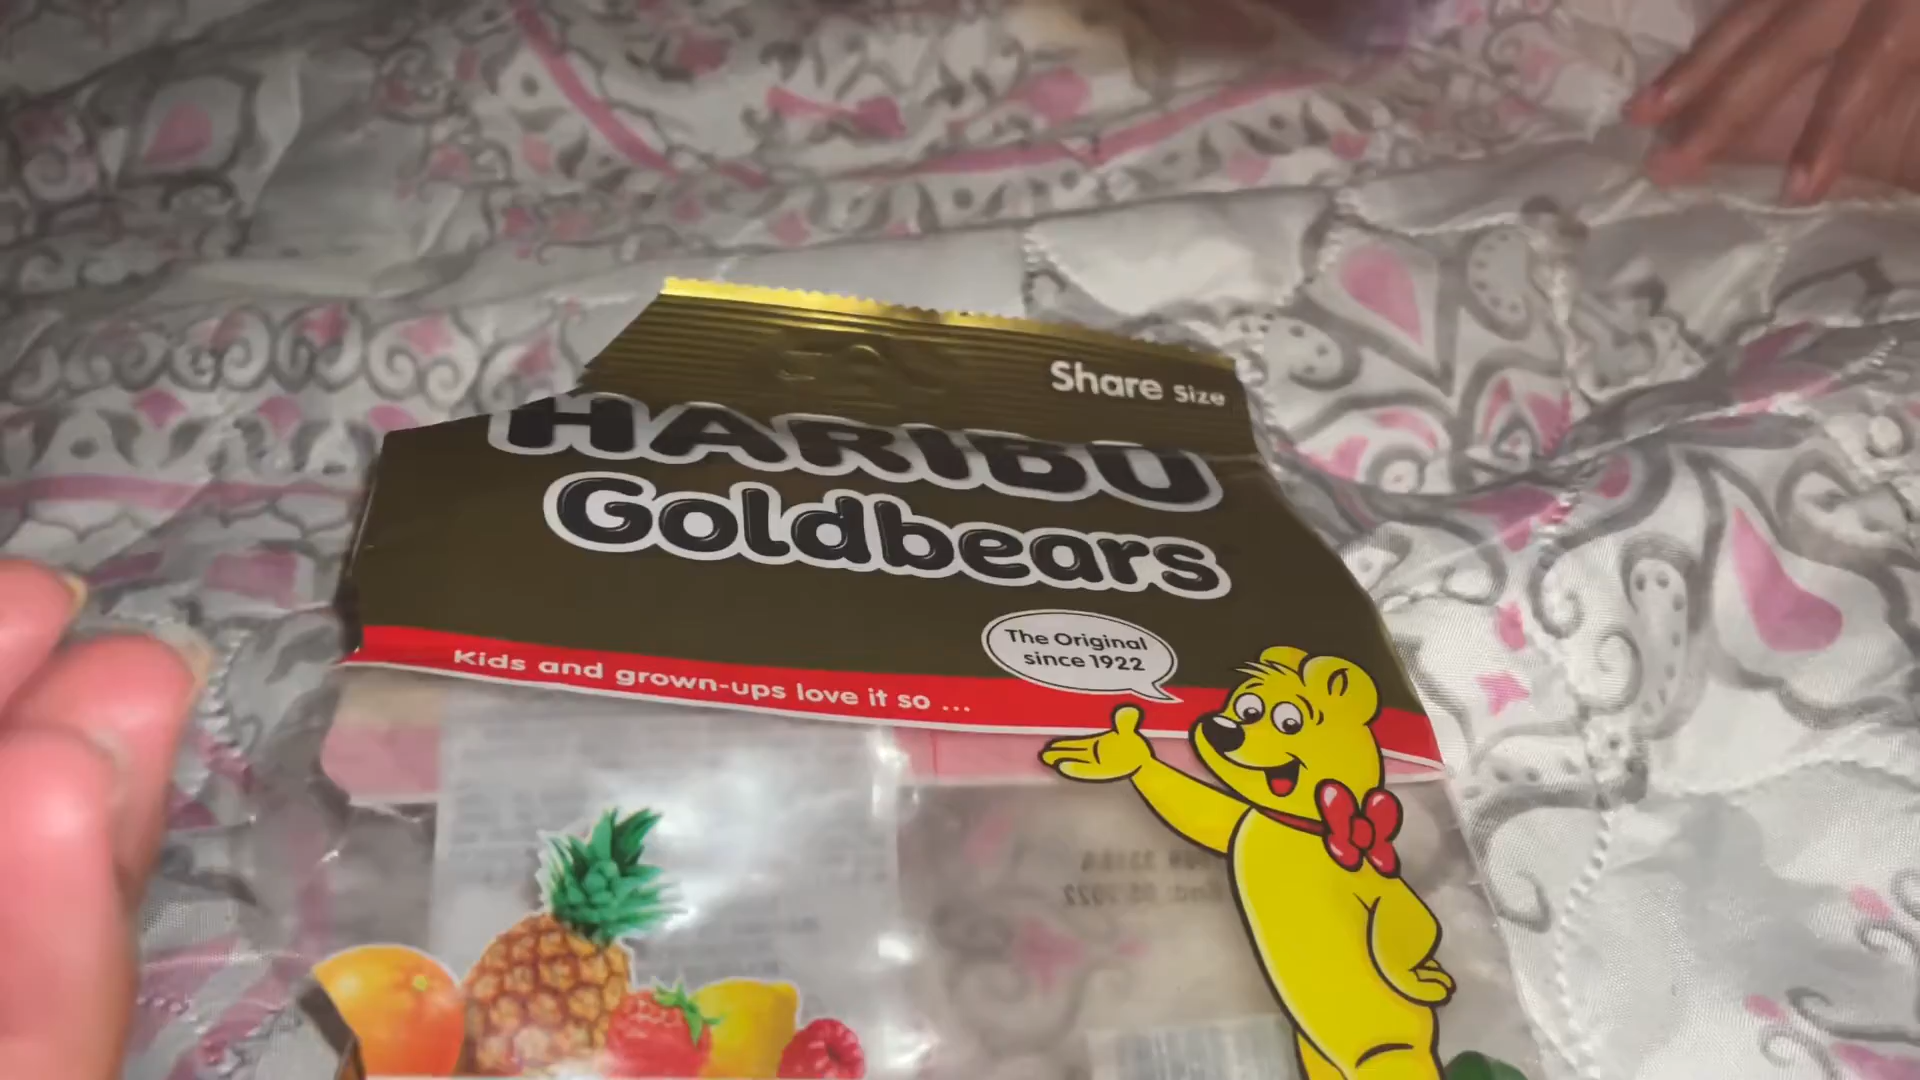 Share Size
HARIBO
Goldbears
The Original
since 1922
Kids and grown-ups love it so ...